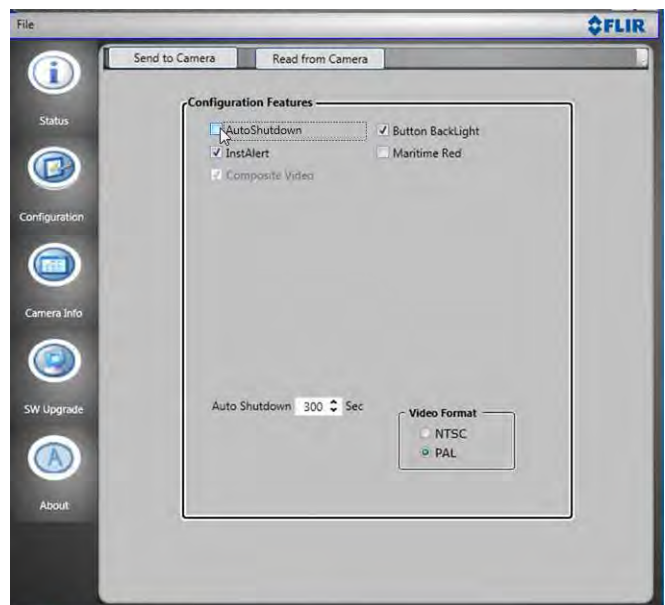 File
FLIR
Send to Camera Read from Camera
Status
Configuration
Camera Info
SW Upgrade
About
Configuration Features
AutoShutdown Button BackLight
InstAlert Maritime Red
Composite Video
Auto Shutdown 300 Sec
Video Format
NTSC
PAL